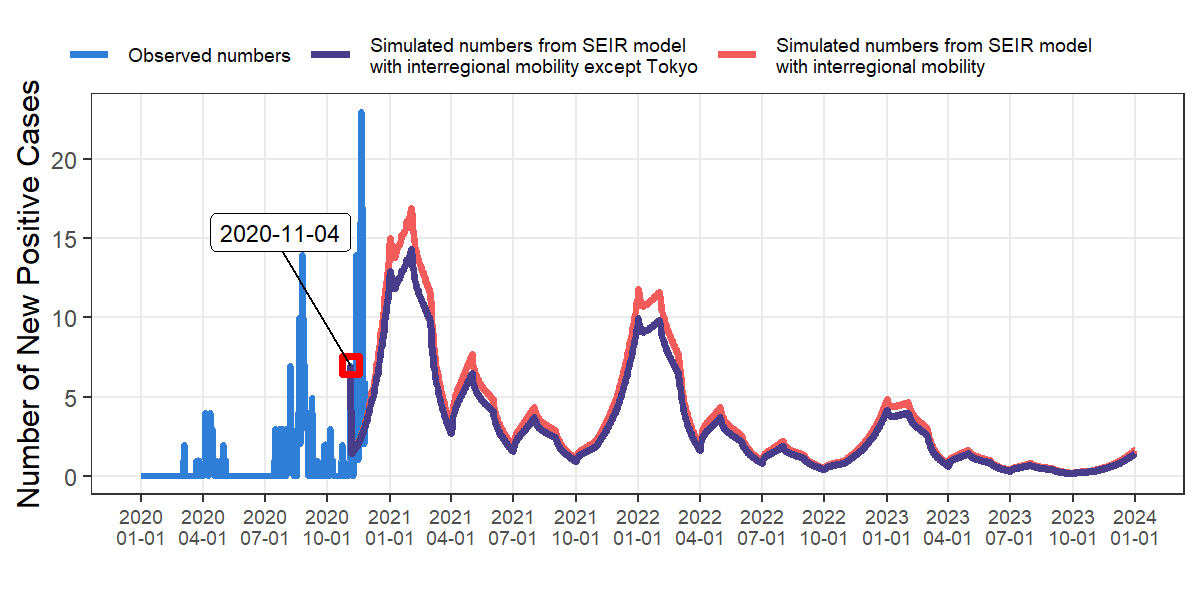 Observed numbers
Simulated numbers from SEIR model
with interregional mobility except Tokyo
Simulated numbers from SEIR model
with interregional mobility
Number of New Positive Cases
20
15
10
5
0
2020-11-04
2020 2020 2020 2020 2021 2021 2021 2021 2022 2022 2022 2022 2023 2023 2023 2023 2024
01-01 04-01 07-01 10-01 01-01 04-01 07-01 10-01 01-01 04-01 07-01 10-01 01-01 04-01 07-01 10-01 01-01